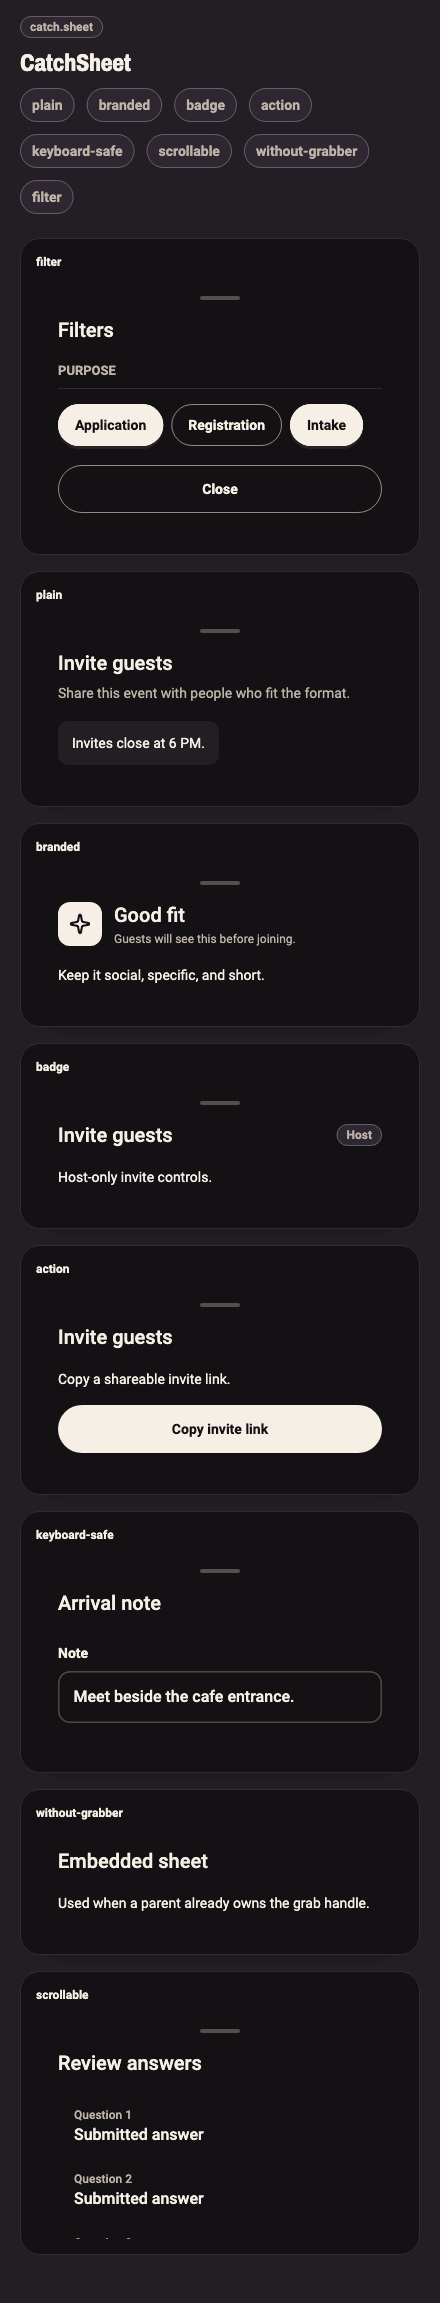 catch.sheet
CatchSheet
plain branded badge action
keyboard-safe scrollable without-grabber
filter
filter
Filters
PURPOSE
Application Registration Intake
Close
plain
Invite guests
Share this event with people who fit the format.
Invites close at 6 PM.
branded
Good fit
Guests will see this before joining.
Keep it social, specific, and short.
badge
Invite guests Host
Host-only invite controls.
action
Invite guests
Copy a shareable invite link.
Copy invite link
keyboard-safe
Arrival note
Note
Meet beside the cafe entrance.
without-grabber
Embedded sheet
Used when a parent already owns the grab handle.
scrollable
Review answers
Question 1
Submitted answer
Question 2
Submitted answer